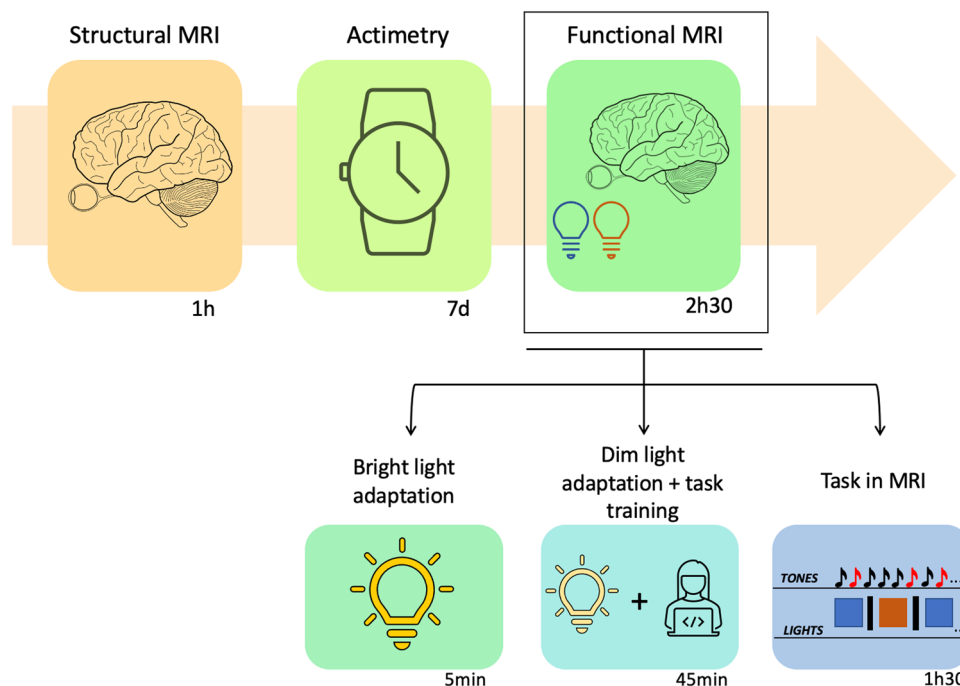 Structural MRI
Actimetry
Functional MRI
1h
7d
2h30
Bright light
adaptation
Dim light
adaptation + task
training
Task in MRI
+
</>
TONES
...
LIGHTS
...
5min
45min
1h30